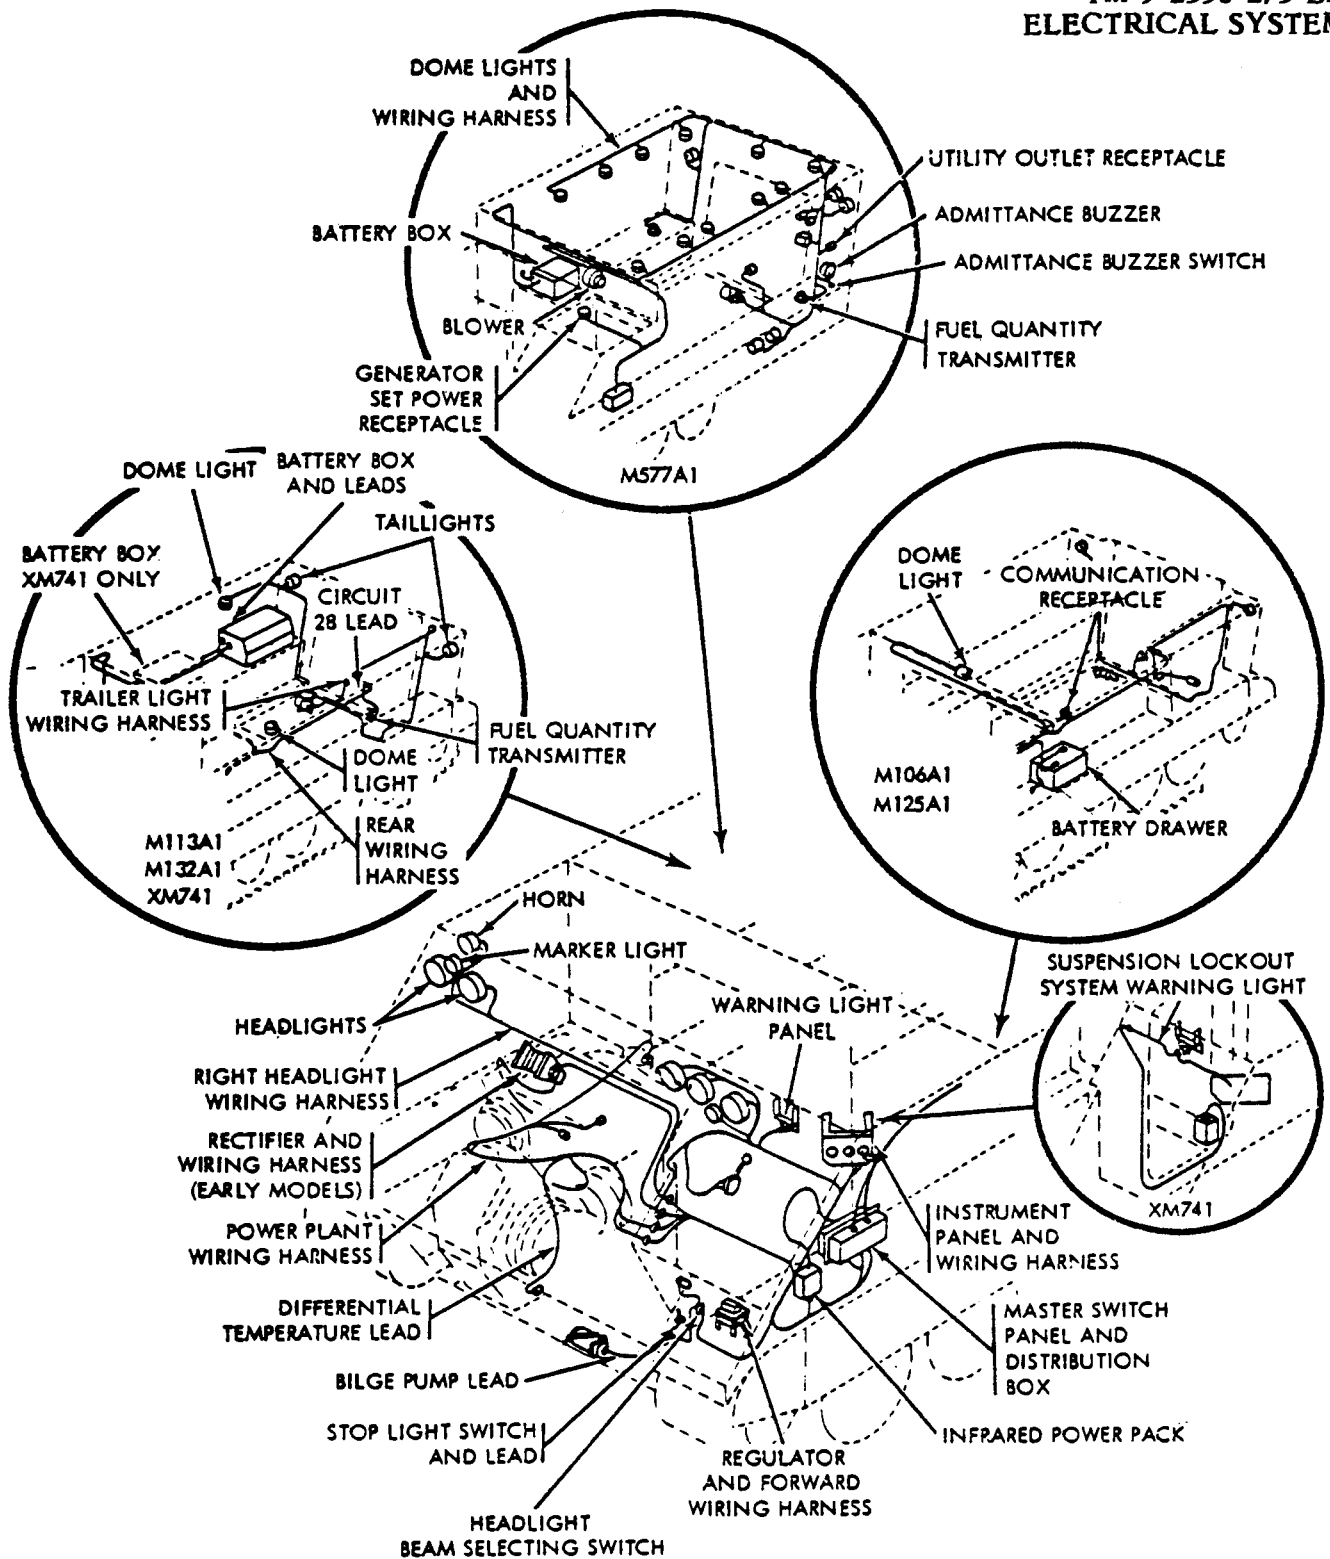 ELECTRICAL SYSTEM
DOME LIGHTS
AND
WIRING HARNESS
UTILITY OUTLET RECEPTACLE
ADMITTANCE BUZZER
BATTERY BOX
ADMITTANCE BUZZER SWITCH
BLOWER
FUEL QUANTITY
TRANSMITTER
GENERATOR
SET POWER
RECEPTACLE
M577A1
DOME LIGHT
BATTERY BOX
AND LEADS
TAILLIGHTS
BATTERY BOX
XM741 ONLY
CIRCUIT
28 LEAD
TRAILER LIGHT
WIRING HARNESS
FUEL QUANTITY
TRANSMITTER
DOME
LIGHT
REAR
WIRING
HARNESS
M113A1
M132A1
XM741
DOME
LIGHT
COMMUNICATION
RECEPTACLE
M106A1
M125A1
BATTERY DRAWER
HORN
MARKER LIGHT
HEADLIGHTS
WARNING LIGHT
PANEL
SUSPENSION LOCKOUT
SYSTEM WARNING LIGHT
XM741
RIGHT HEADLIGHT
WIRING HARNESS
RECTIFIER AND
WIRING HARNESS
(EARLY MODELS)
POWER PLANT
WIRING HARNESS
DIFFERENTIAL
TEMPERATURE LEAD
BILGE PUMP LEAD
STOP LIGHT SWITCH
AND LEAD
HEADLIGHT
BEAM SELECTING SWITCH
REGULATOR
AND FORWARD
WIRING HARNESS
INSTRUMENT
PANEL AND
WIRING HARNESS
MASTER SWITCH
PANEL AND
DISTRIBUTION
BOX
INFRARED POWER PACK